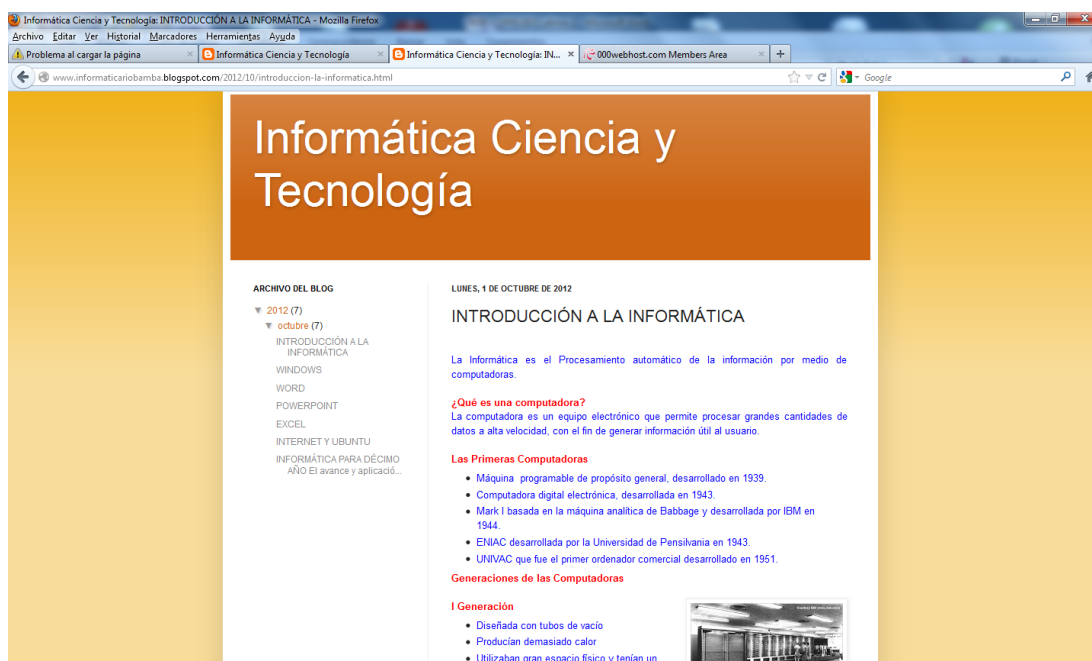 Informática Ciencia y Tecnología: INTRODUCCIÓN A LA INFORMÁTICA - Mozilla Firefox
Archivo Editar Ver Historial Marcadores Herramientas Ayuda
Problema al cargar la página
Informática Ciencia y Tecnología
Informática Ciencia y Tecnología: IN...
000webhost.com Members Area
www.informaticariobamba.blogspot.com/2012/10/introduccion-la-informatica.html
Google
Informática Ciencia y
Tecnología
ARCHIVO DEL BLOG
▼ 2012 (7)
▼ octubre (7)
INTRODUCCIÓN A LA
INFORMÁTICA
WINDOWS
WORD
POWERPOINT
EXCEL
INTERNET Y UBUNTU
INFORMÁTICA PARA DÉCIMO
AÑO El avance y aplicació...
LUNES, 1 DE OCTUBRE DE 2012
INTRODUCCIÓN A LA INFORMÁTICA
La Informática es el Procesamiento automático de la información por medio de
computadoras.
¿Qué es una computadora?
La computadora es un equipo electrónico que permite procesar grandes cantidades de
datos a alta velocidad, con el fin de generar información útil al usuario.
Las Primeras Computadoras
• Máquina programable de propósito general, desarrollado en 1939.
• Computadora digital electrónica, desarrollada en 1943.
• Mark I basada en la máquina analítica de Babbage y desarrollada por IBM en
1944.
• ENIAC desarrollada por la Universidad de Pensilvania en 1943.
• UNIVAC que fue el primer ordenador comercial desarrollado en 1951.
Generaciones de las Computadoras
I Generación
• Diseñada con tubos de vacío
• Producían demasiado calor
• Utilizaban gran espacio físico y tenían un